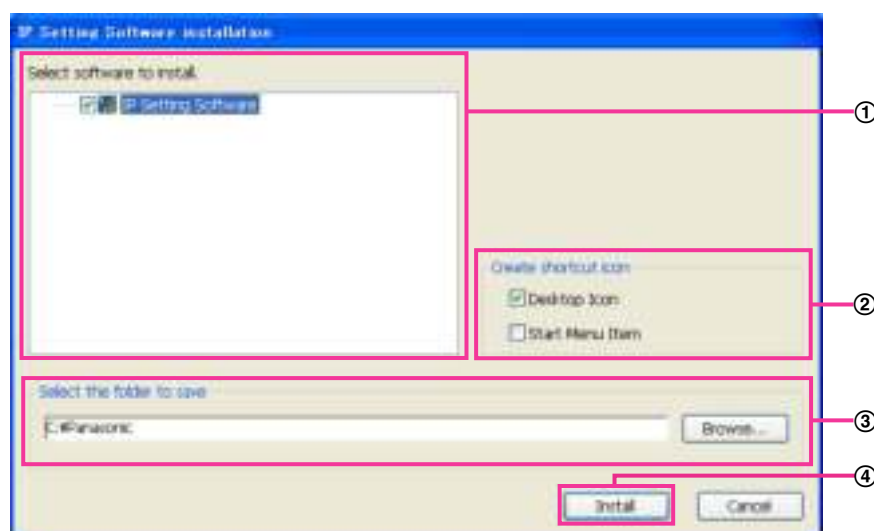 IP Setting Software installation
Select software to install.
IP Setting Software
①
Create shortcut icon
Desktop Icon
②
Start Menu Item
Select the folder to save
C:¥Panasonic
Browse...
③
④
Install
Cancel